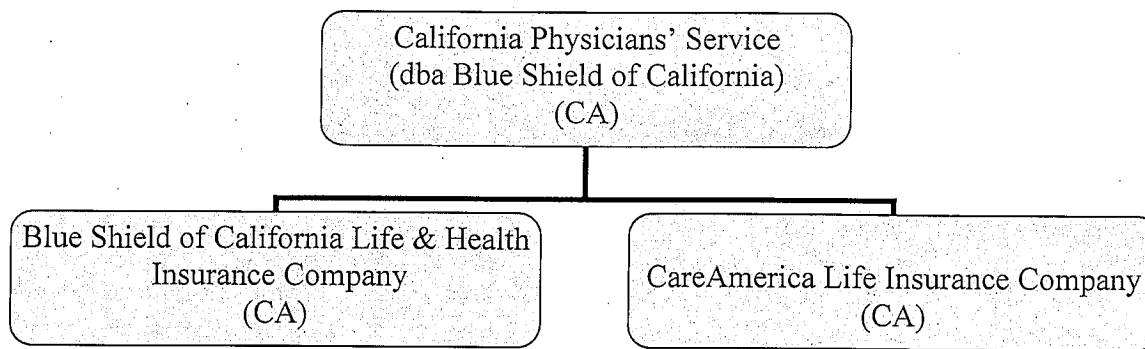 California Physicians’ Service
(dba Blue Shield of California)
(CA)
Blue Shield of California Life & Health
Insurance Company
(CA)
CareAmerica Life Insurance Company
(CA)